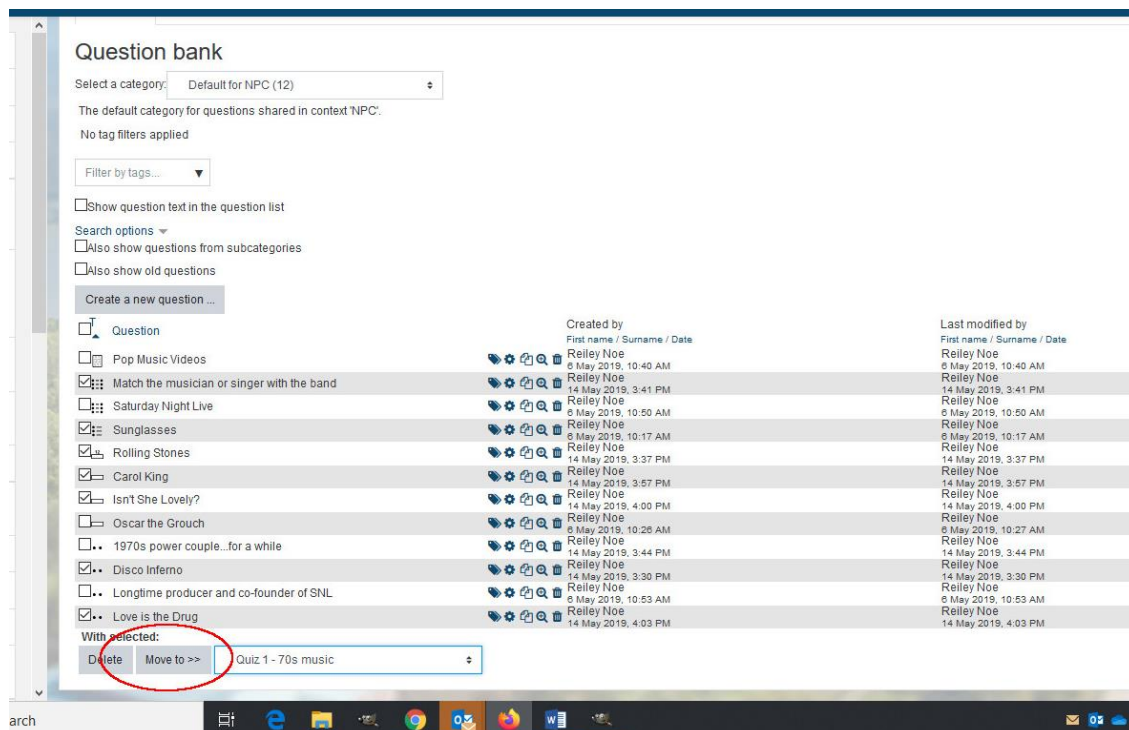 Question bank
Select a category: Default for NPC (12)
The default category for questions shared in context 'NPC'.
No tag filters applied
Filter by tags...
Show question text in the question list
Search options
Also show questions from subcategories
Also show old questions
Create a new question ...
T Question Created by Last modified by
First name / Surname / Date First name / Surname / Date
Pop Music Videos Reiley Noe Reiley Noe
6 May 2019, 10:40 AM 6 May 2019, 10:40 AM
Match the musician or singer with the band Reiley Noe Reiley Noe
14 May 2019, 3:41 PM 14 May 2019, 3:41 PM
Saturday Night Live Reiley Noe Reiley Noe
6 May 2019, 10:50 AM 6 May 2019, 10:50 AM
Sunglasses Reiley Noe Reiley Noe
6 May 2019, 10:17 AM 6 May 2019, 10:17 AM
Rolling Stones Reiley Noe Reiley Noe
14 May 2019, 3:37 PM 14 May 2019, 3:37 PM
Carol King Reiley Noe Reiley Noe
14 May 2019, 3:57 PM 14 May 2019, 3:57 PM
Isn't She Lovely? Reiley Noe Reiley Noe
14 May 2019, 4:00 PM 14 May 2019, 4:00 PM
Oscar the Grouch Reiley Noe Reiley Noe
6 May 2019, 10:26 AM 6 May 2019, 10:27 AM
1970s power couple...for a while Reiley Noe Reiley Noe
14 May 2019, 3:44 PM 14 May 2019, 3:44 PM
Disco Inferno Reiley Noe Reiley Noe
14 May 2019, 3:30 PM 14 May 2019, 3:30 PM
Longtime producer and co-founder of SNL Reiley Noe Reiley Noe
6 May 2019, 10:53 AM 6 May 2019, 10:53 AM
Love is the Drug Reiley Noe Reiley Noe
14 May 2019, 4:03 PM 14 May 2019, 4:03 PM
With selected:
Delete Move to >> Quiz 1 - 70s music
arch